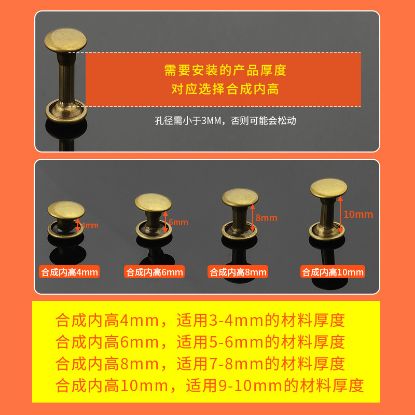 需要安装的产品厚度
对应选择合成内高
孔径需小于3MM，否则可能会松动
6mm
8mm
10mm
合成内高4mm
合成内高6mm
合成内高8mm
合成内高10mm
合成内高4mm，适用3-4mm的材料厚度
合成内高6mm，适用5-6mm的材料厚度
合成内高8mm，适用7-8mm的材料厚度
合成内高10mm，适用9-10mm的材料厚度